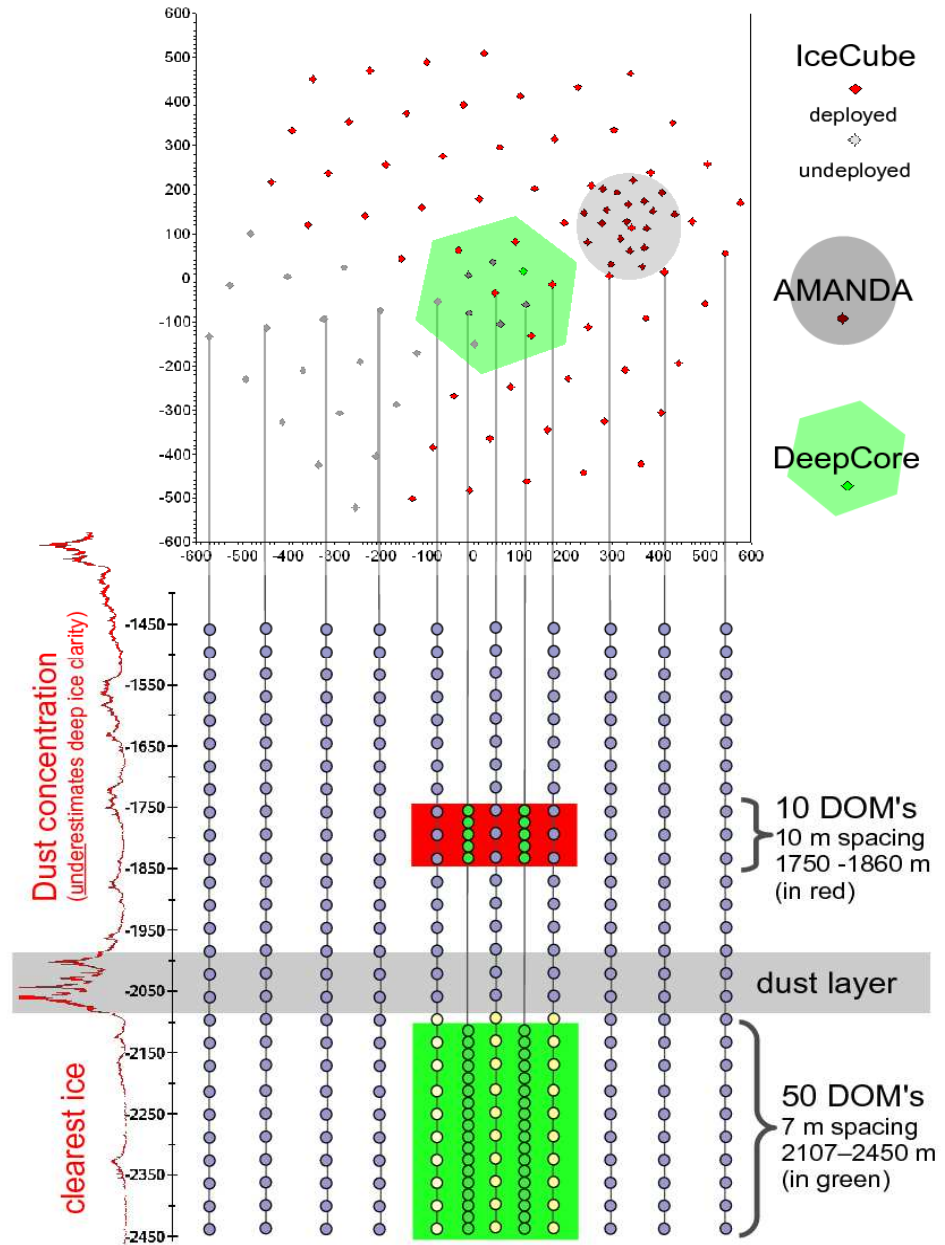 600
500
400
300
200
100
0
-100
-200
-300
-400
-500
-600
-600 -500 -400 -300 -200 -100 0 100 200 300 400 500 600
IceCube
deployed
undeployed
AMANDA
DeepCore
Dust concentration
(underestimates deep ice clarity)
clearest ice
-1450
-1550
-1650
-1750
-1850
-1950
-2050
-2150
-2250
-2350
-2450
10 DOM's
10 m spacing
1750 -1860 m
(in red)
dust layer
50 DOM's
7 m spacing
2107–2450 m
(in green)